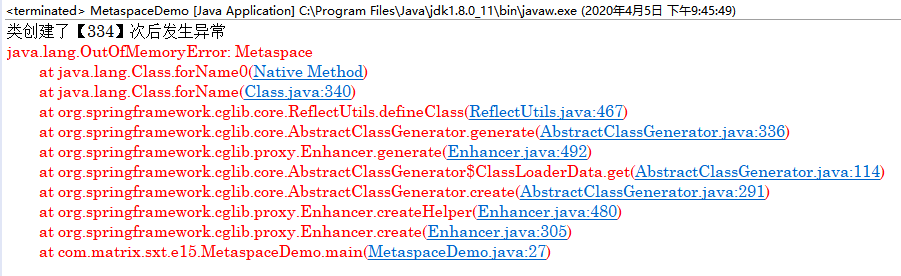 <terminated> MetaspaceDemo [Java Application] C:\Program Files\Java\jdk1.8.0_11\bin\javaw.exe (2020年4月5日 下午9:45:49)
类创建了【334】次后发生异常
java.lang.OutOfMemoryError: Metaspace
at java.lang.Class.forName0(Native Method)
at java.lang.Class.forName(Class.java:340)
at org.springframework.cglib.core.ReflectUtils.defineClass(ReflectUtils.java:467)
at org.springframework.cglib.core.AbstractClassGenerator.generate(AbstractClassGenerator.java:336)
at org.springframework.cglib.proxy.Enhancer.generate(Enhancer.java:492)
at org.springframework.cglib.core.AbstractClassGenerator$ClassLoaderData.get(AbstractClassGenerator.java:114)
at org.springframework.cglib.core.AbstractClassGenerator.create(AbstractClassGenerator.java:291)
at org.springframework.cglib.proxy.Enhancer.createHelper(Enhancer.java:480)
at org.springframework.cglib.proxy.Enhancer.create(Enhancer.java:305)
at com.matrix.sxt.e15.MetaspaceDemo.main(MetaspaceDemo.java:27)